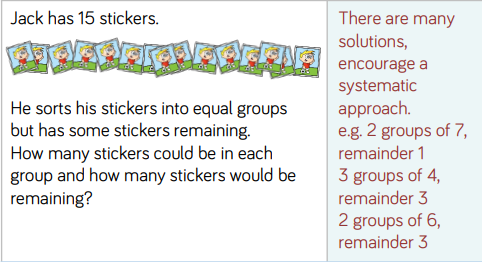 Jack has 15 stickers.
He sorts his stickers into equal groups
but has some stickers remaining.
How many stickers could be in each
group and how many stickers would be
remaining?
There are many
solutions,
encourage a
systematic
approach.
e.g. 2 groups of 7,
remainder 1
3 groups of 4,
remainder 3
2 groups of 6,
remainder 3